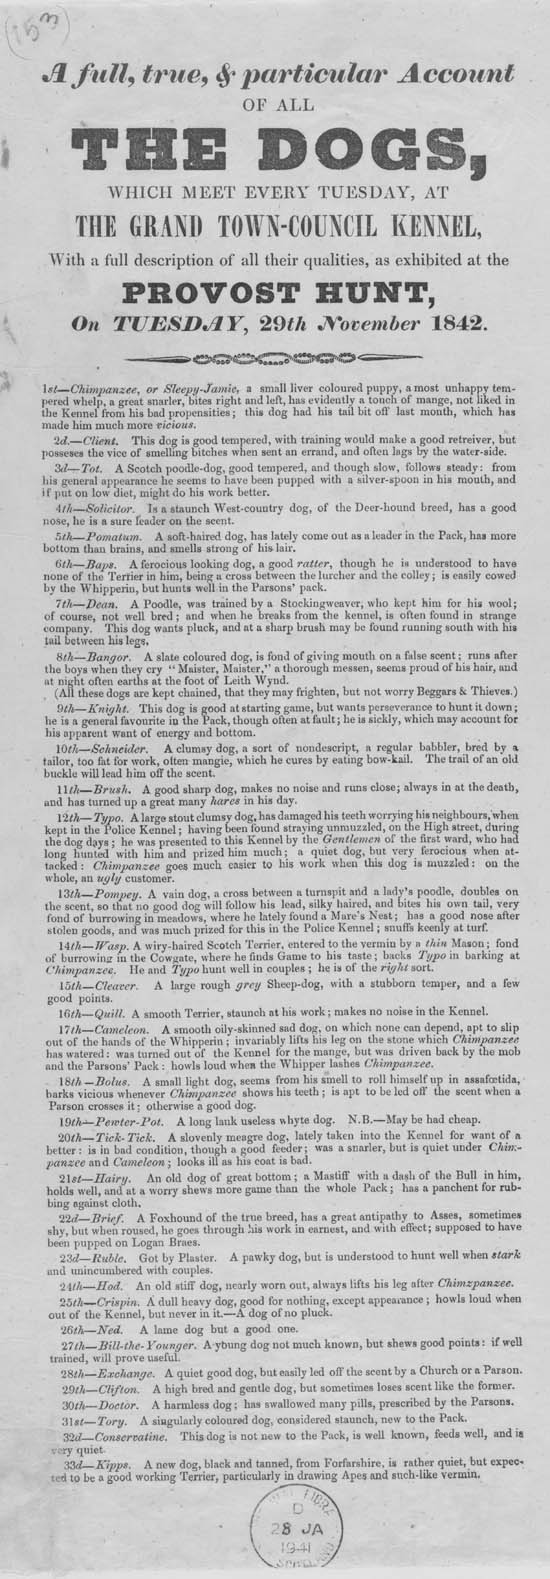 (153)
A full, true, & particular Account
OF ALL
THE DOGS,
WHICH MEET EVERY TUESDAY, AT
THE GRAND TOWN-COUNCIL KENNEL,
With a full description of all their qualities, as exhibited at the
PROVOST HUNT,
On TUESDAY, 29th November 1842.
1st—Chimpanzee, or Sleepy-Jamie, a small liver coloured puppy, a most unhappy tem-
pered whelp, a great snarler, bites right and left, has evidently a touch of mange, not liked in
the Kennel from his bad propensities; this dog had his tail bit off last month, which has
made him much more vicious.
2d.—Client. This dog is good tempered, with training would make a good retreiver, but
possesses the vice of smelling bitches when sent an errand, and often lags by the water-side.
3d—Tot. A Scotch poodle-dog, good tempered, and though slow, follows steady: from
his general appearance he seems to have been pupped with a silver-spoon in his mouth, and
if put on low diet, might do his work better.
4th—Solicitor. Is a staunch West-country dog, of the Deer-hound breed, has a good
nose, he is a sure leader on the scent.
5th—Pomatum. A soft-haired dog, has lately come out as a leader in the Pack, has more
bottom than brains, and smells strong of his lair.
6th—Baps. A ferocious looking dog, a good ratter, though he is understood to have
none of the Terrier in him, being a cross between the lurcher and the colley; is easily cowed
by the Whipperin, but hunts well in the Parsons' pack.
7th—Dean. A Poodle, was trained by a Stockingweaver, who kept him for his wool;
of course, not well bred; and when he breaks from the kennel, is often found in strange
company. This dog wants pluck, and at a sharp brush may be found running south with his
tail between his legs,
8th—Bangor. A slate coloured dog, is fond of giving mouth on a false scent; runs after
the boys when they cry "Maister, Maister," a thorough messen, seems proud of his hair, and
at night often earths at the foot of Leith Wynd.
(All these dogs are kept chained, that they may frighten, but not worry Beggars & Thieves.)
9th—Knight. This dog is good at starting game, but wants perseverance to hunt it down;
he is a general favourite in the Pack, though often at fault; he is sickly, which may account for
his apparent want of energy and bottom.
10th—Schneider. A clumsy dog, a sort of nondescript, a regular babbler, bred by a
tailor, too fat for work, often mangie, which he cures by eating bow-kail. The trail of an old
buckle will lead him off the scent.
11th—Brush. A good sharp dog, makes no noise and runs close; always in at the death,
and has turned up a great many hares in his day.
12th—Typo. A large stout clumsy dog, has damaged his teeth worrying his neighbours, when
kept in the Police Kennel; having been found straying unmuzzled, on the High street, during
the dog days; he was presented to this Kennel by the Gentlemen of the first ward, who had
long hunted with him and prized him much; a quiet dog, but very ferocious when at-
tacked: Chimpanzee goes much easier to his work when this dog is muzzled: on the
whole, an ugly customer.
13th—Pompey. A vain dog, a cross between a turnspit and a lady's poodle, doubles on
the scent, so that no good dog will follow his lead, silky haired, and bites his own tail, very
fond of burrowing in meadows, where he lately found a Mare's Nest; has a good nose after
stolen goods, and was much prized for this in the Police Kennel; snuffs keenly at turf.
14th—Wasp. A wiry-haired Scotch Terrier, entered to the vermin by a thin Mason; fond
of burrowing in the Cowgate, where he finds Game to his taste; backs Typo in barking at
Chimpanzee. He and Typo hunt well in couples; he is of the right sort.
15th—Cleaver. A large rough grey Sheep-dog, with a stubborn temper, and a few
good points.
16th—Quill. A smooth Terrier, staunch at his work; makes no noise in the Kennel.
17th—Cameleon. A smooth oily-skinned sad dog, on which none can depend, apt to slip
out of the hands of the Whipperin; invariably lifts his leg on the stone which Chimpanzee
has watered: was turned out of the Kennel for the mange, but was driven back by the mob
and the Parsons' Pack: howls loud when the Whipper lashes Chimpanzee.
18th—Bolus. A small light dog, seems from his smell to roll himself up in assafœtida,
barks vicious whenever Chimpanzee shows his teeth; is apt to be led off the scent when a
Parson crosses it; otherwise a good dog.
19th—Pewter-Pot. A long lauk useless whyte dog. N.B.—May be had cheap.
20th—Tick-Tick. A slovenly meagre dog, lately taken into the Kennel for want of a
better: is in bad condition, though a good feeder; was a snarler, but is quiet under Chim-
panzee and Cameleon; looks ill as his coat is bad.
21st—Hairy. An old dog of great bottom; a Mastiff with a dash of the Bull in him,
holds well, and at a worry shews more game than the whole Pack; has a panchent for rub-
bing against cloth.
22d—Brief. A Foxhound of the true breed, has a great antipathy to Asses, sometimes
shy, but when roused, he goes through his work in earnest, and with effect; supposed to have
been pupped on Logan Braes.
23d—Ruble. Got by Plaster. A pawky dog, but is understood to hunt well when stark
and unincumbered with couples.
24th—Hod. An old stiff dog, nearly worn out, always lifts his leg after Chimzpanzee.
25th—Crispin. A dull heavy dog, good for nothing, except appearance; howls loud when
out of the Kennel, but never in it.—A dog of no pluck.
26th—Ned. A lame dog but a good one.
27th—Bill-the-Younger. A ybung dog not much known, but shews good points: if well
trained, will prove useful.
28th—Exchange. A quiet good dog, but easily led off the scent by a Church or a Parson.
29th—Clifton. A high bred and gentle dog, but sometimes loses scent like the former.
30th—Doctor. A harmless dog; has swallowed many pills, prescribed by the Parsons.
31st—Tory. A singularly coloured dog, considered staunch, new to the Pack.
32d—Conservatine. This dog is not new to the Pack, is well known, feeds well, and is
very quiet.
33d—Kipps. A new dog, black and tanned, from Forfarshire, is rather quiet, but expec-
ted to be a good working Terrier, particularly in drawing Apes and such-like vermin.
D
28 JA
1941